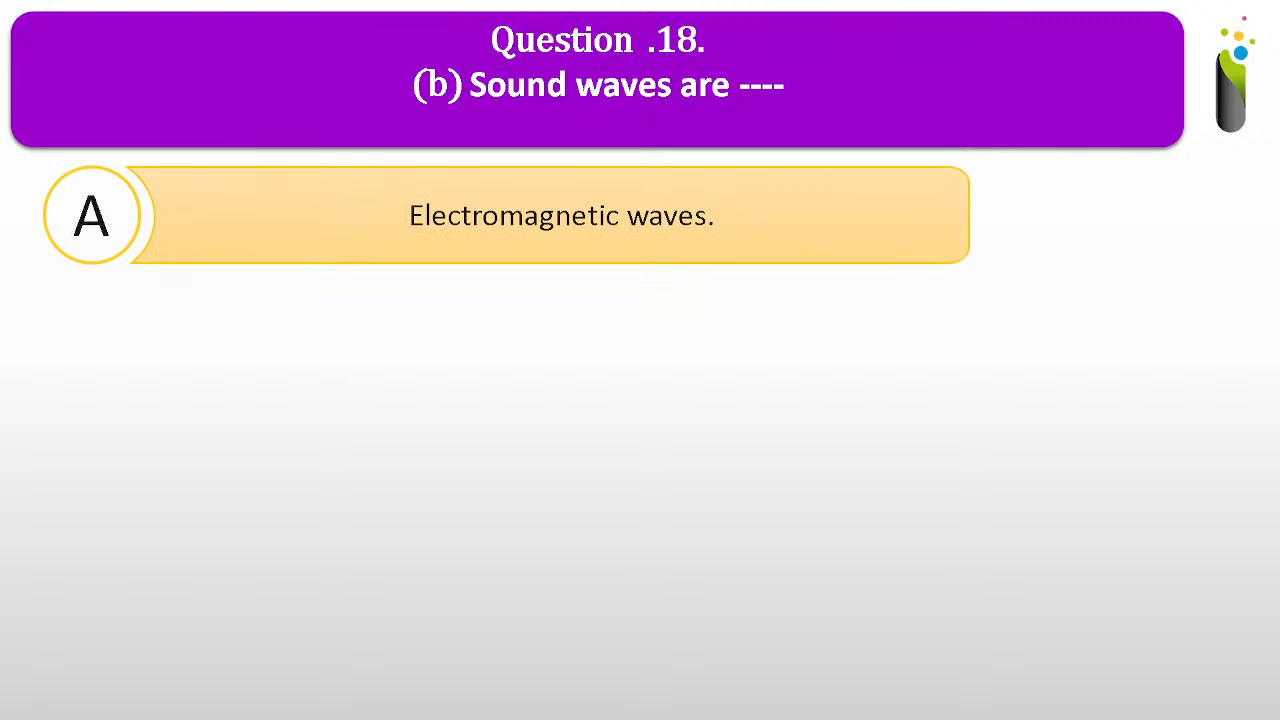 Question .18.
(b) Sound waves are ----
A
Electromagnetic waves.